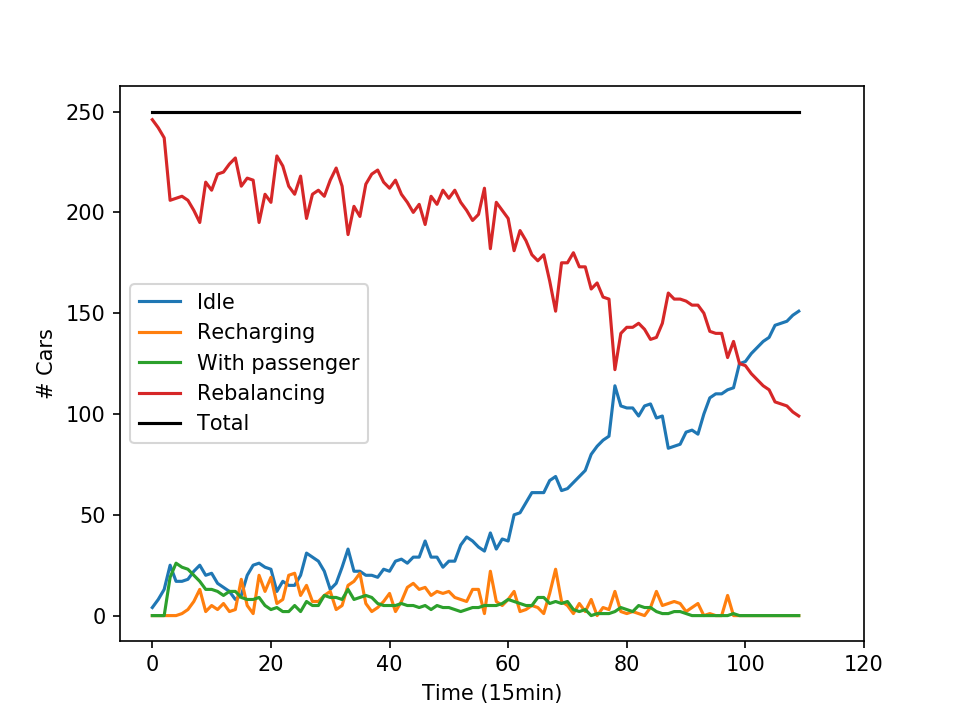 250
200
150
100
50
0
# Cars
Idle
Recharging
With passenger
Rebalancing
Total
0 20 40 60 80 100 120
Time (15min)